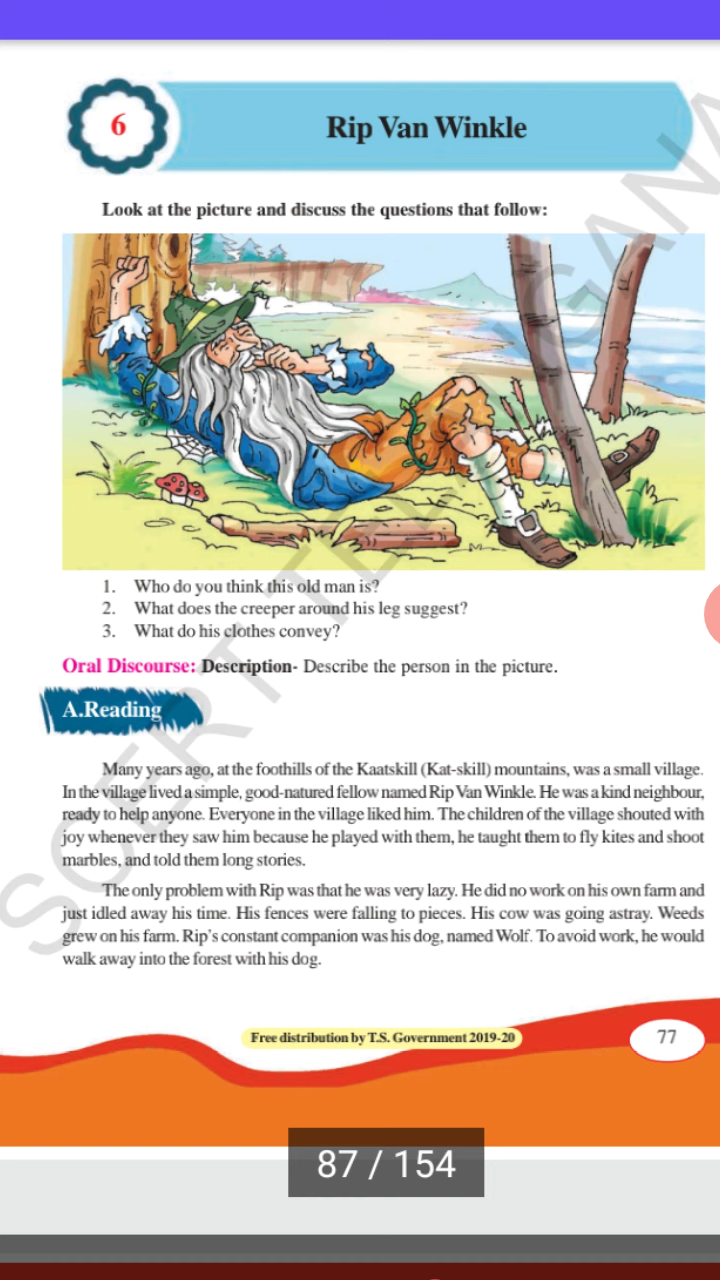 6
Rip Van Winkle
Look at the picture and discuss the questions that follow:
1. Who do you think this old man is?
2. What does the creeper around his leg suggest?
3. What do his clothes convey?
Oral Discourse: Description- Describe the person in the picture.
A.Reading
Many years ago, at the foothills of the Kaatskill (Kat-skill) mountains, was a small village.
In the village lived a simple, good-natured fellow named Rip Van Winkle. He was a kind neighbour,
ready to help anyone. Everyone in the village liked him. The children of the village shouted with
joy whenever they saw him because he played with them, he taught them to fly kites and shoot
marbles, and told them long stories.
The only problem with Rip was that he was very lazy. He did no work on his own farm and
just idled away his time. His fences were falling to pieces. His cow was going astray. Weeds
grew on his farm. Rip's constant companion was his dog, named Wolf. To avoid work, he would
walk away into the forest with his dog.
Free distribution by T.S. Government 2019-20
77
87 / 154